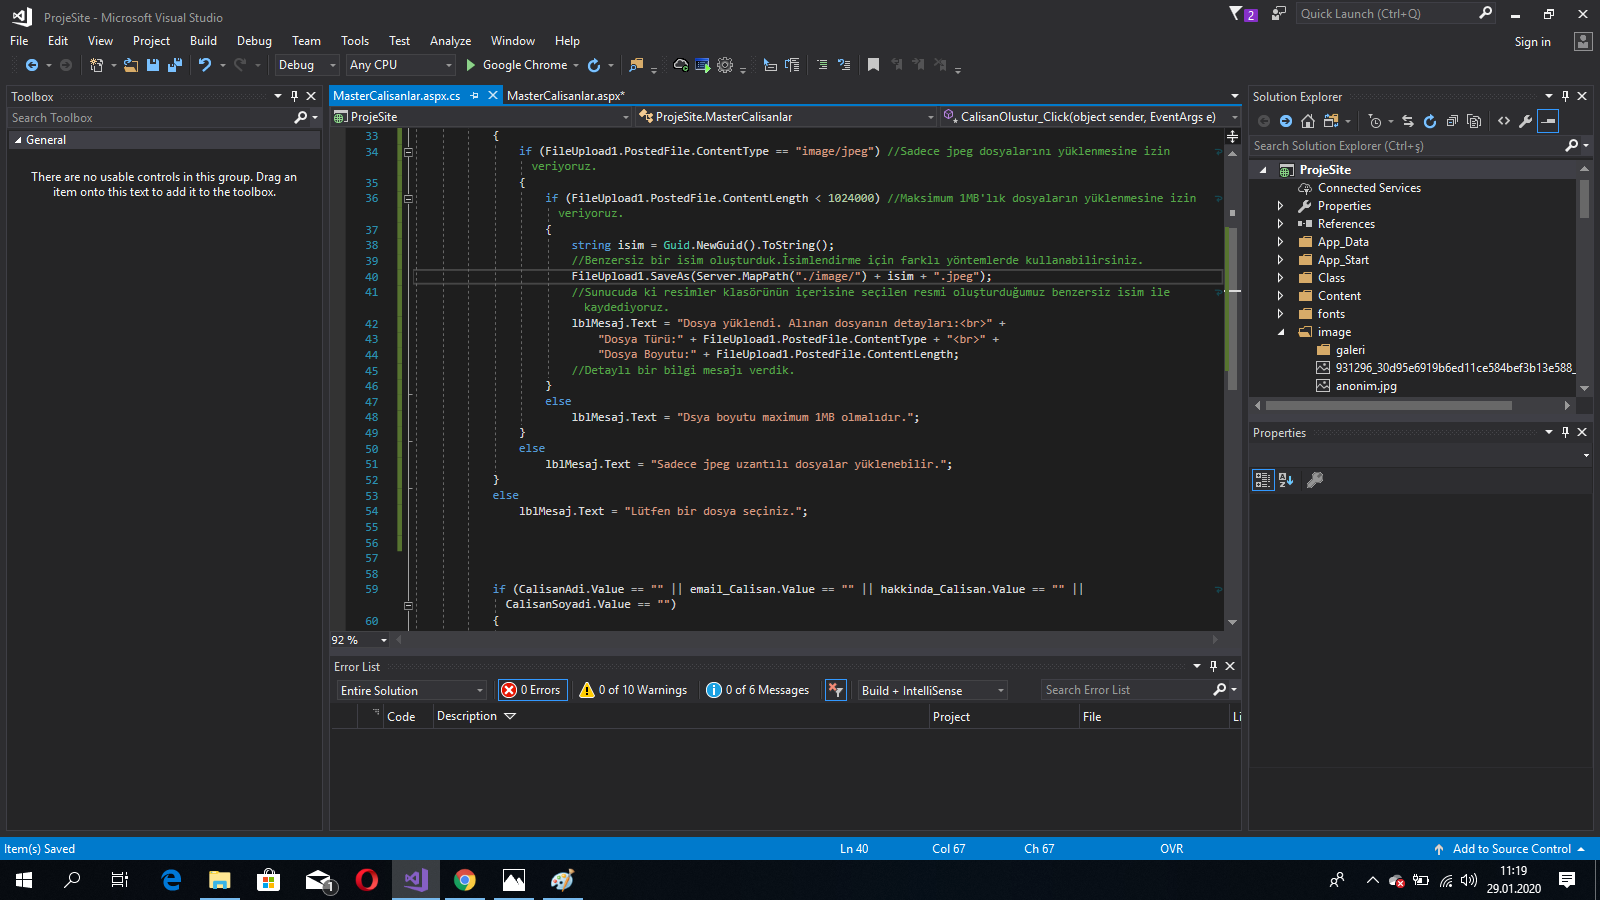 ProjeSite - Microsoft Visual Studio
2
Quick Launch (Ctrl+Q)
File Edit View Project Build Debug Team Tools Test Analyze Window Help
Sign in
Debug Any CPU Google Chrome
Toolbox
Search Toolbox
General
There are no usable controls in this group. Drag an
item onto this text to add it to the toolbox.
MasterCalisanlar.aspx.cs MasterCalisanlar.aspx*
ProjeSite ProjeSite.MasterCalisanlar CalisanOlustur_Click(object sender, EventArgs e)
33 {
34 if (FileUpload1.PostedFile.ContentType == "image/jpeg") //Sadece jpeg dosyalarını yüklenmesine izin
veriyoruz.
35 {
36 if (FileUpload1.PostedFile.ContentLength < 1024000) //Maksimum 1MB'lık dosyaların yüklenmesine izin
veriyoruz.
37 {
38 string isim = Guid.NewGuid().ToString();
39 //Benzersiz bir isim oluşturduk.İsimlendirme için farklı yöntemlerde kullanabilirsiniz.
40 FileUpload1.SaveAs(Server.MapPath("./image/") + isim + ".jpeg");
41 //Sunucuda ki resimler klasörünün içerisine seçilen resmi oluşturduğumuz benzersiz isim ile
kaydediyoruz.
42 lblMesaj.Text = "Dosya yüklendi. Alınan dosyanın detayları:<br>" +
43 "Dosya Türü:" + FileUpload1.PostedFile.ContentType + "<br>" +
44 "Dosya Boyutu:" + FileUpload1.PostedFile.ContentLength;
45 //Detaylı bir bilgi mesajı verdik.
46 }
47 else
48 lblMesaj.Text = "Dsya boyutu maximum 1MB olmalıdır.";
49 }
50 else
51 lblMesaj.Text = "Sadece jpeg uzantılı dosyalar yüklenebilir.";
52 }
53 else
54 lblMesaj.Text = "Lütfen bir dosya seçiniz.";
55
56
57
58
59 if (CalisanAdi.Value == "" || email_Calisan.Value == "" || hakkinda_Calisan.Value == "" ||
CalisanSoyadi.Value == "")
60 {
92 %
Error List
Entire Solution 0 Errors 0 of 10 Warnings 0 of 6 Messages Build + IntelliSense Search Error List
Code Description Project File Li
Solution Explorer
Search Solution Explorer (Ctrl+ş)
ProjeSite
Connected Services
Properties
References
App_Data
App_Start
Class
Content
fonts
image
galeri
931296_30d95e6919b6ed11ce584bef3b13e588_
anonim.jpg
Properties
Item(s) Saved Ln 40 Col 67 Ch 67 OVR Add to Source Control
1
11:19
29.01.2020